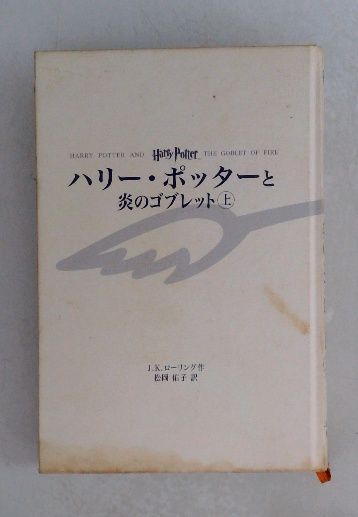 HARRY POTTER AND Harry Potter THE GOBLET OF FIRE
ハリー・ポッターと
炎のゴブレット㊤
J.K.ローリング作
松岡 佑子 訳